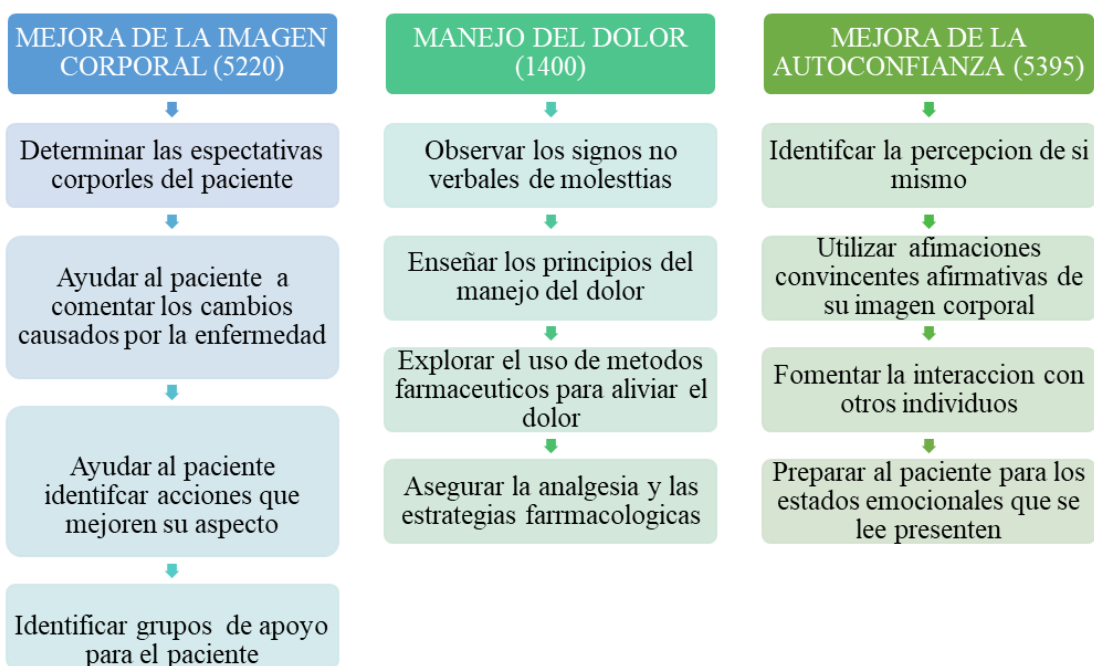 MEJORA DE LA IMAGEN
CORPORAL (5220)
Determinar las espectativas
corporles del paciente
Ayudar al paciente a
comentar los cambios
causados por la enfermedad
Ayudar al paciente
identifcar acciones que
mejoren su aspecto
Identificar grupos de apoyo
para el paciente
MANEJO DEL DOLOR
(1400)
Observar los signos no
verbales de molesttias
Enseñar los principios del
manejo del dolor
Explorar el uso de metodos
farmaceuticos para aliviar el
dolor
Asegurar la analgesia y las
estrategias farrmacologicas
MEJORA DE LA
AUTOCONFIANZA (5395)
Identifcar la percepcion de si
mismo
Utilizar afimaciones
convincentes afirmativas de
su imagen corporal
Fomentar la interaccion con
otros individuos
Preparar al paciente para los
estados emocionales que se
lee presenten